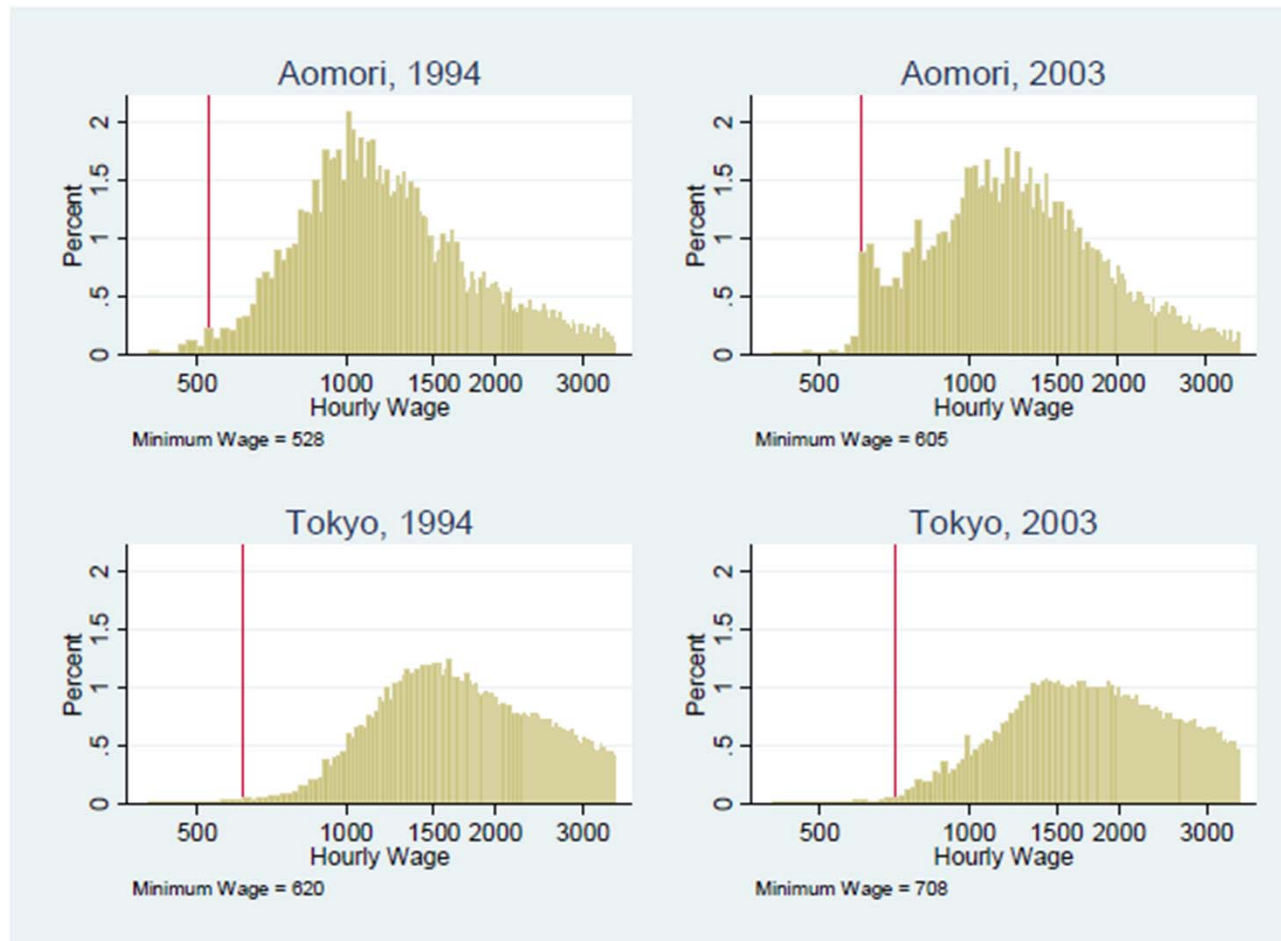 Aomori, 1994
Percent
2
1.5
1
.5
0
500 1000 1500 2000 3000
Hourly Wage
Minimum Wage = 528
Aomori, 2003
Percent
2
1.5
1
.5
0
500 1000 1500 2000 3000
Hourly Wage
Minimum Wage = 605
Tokyo, 1994
Percent
2
1.5
1
.5
0
500 1000 1500 2000 3000
Hourly Wage
Minimum Wage = 620
Tokyo, 2003
Percent
2
1.5
1
.5
0
500 1000 1500 2000 3000
Hourly Wage
Minimum Wage = 708